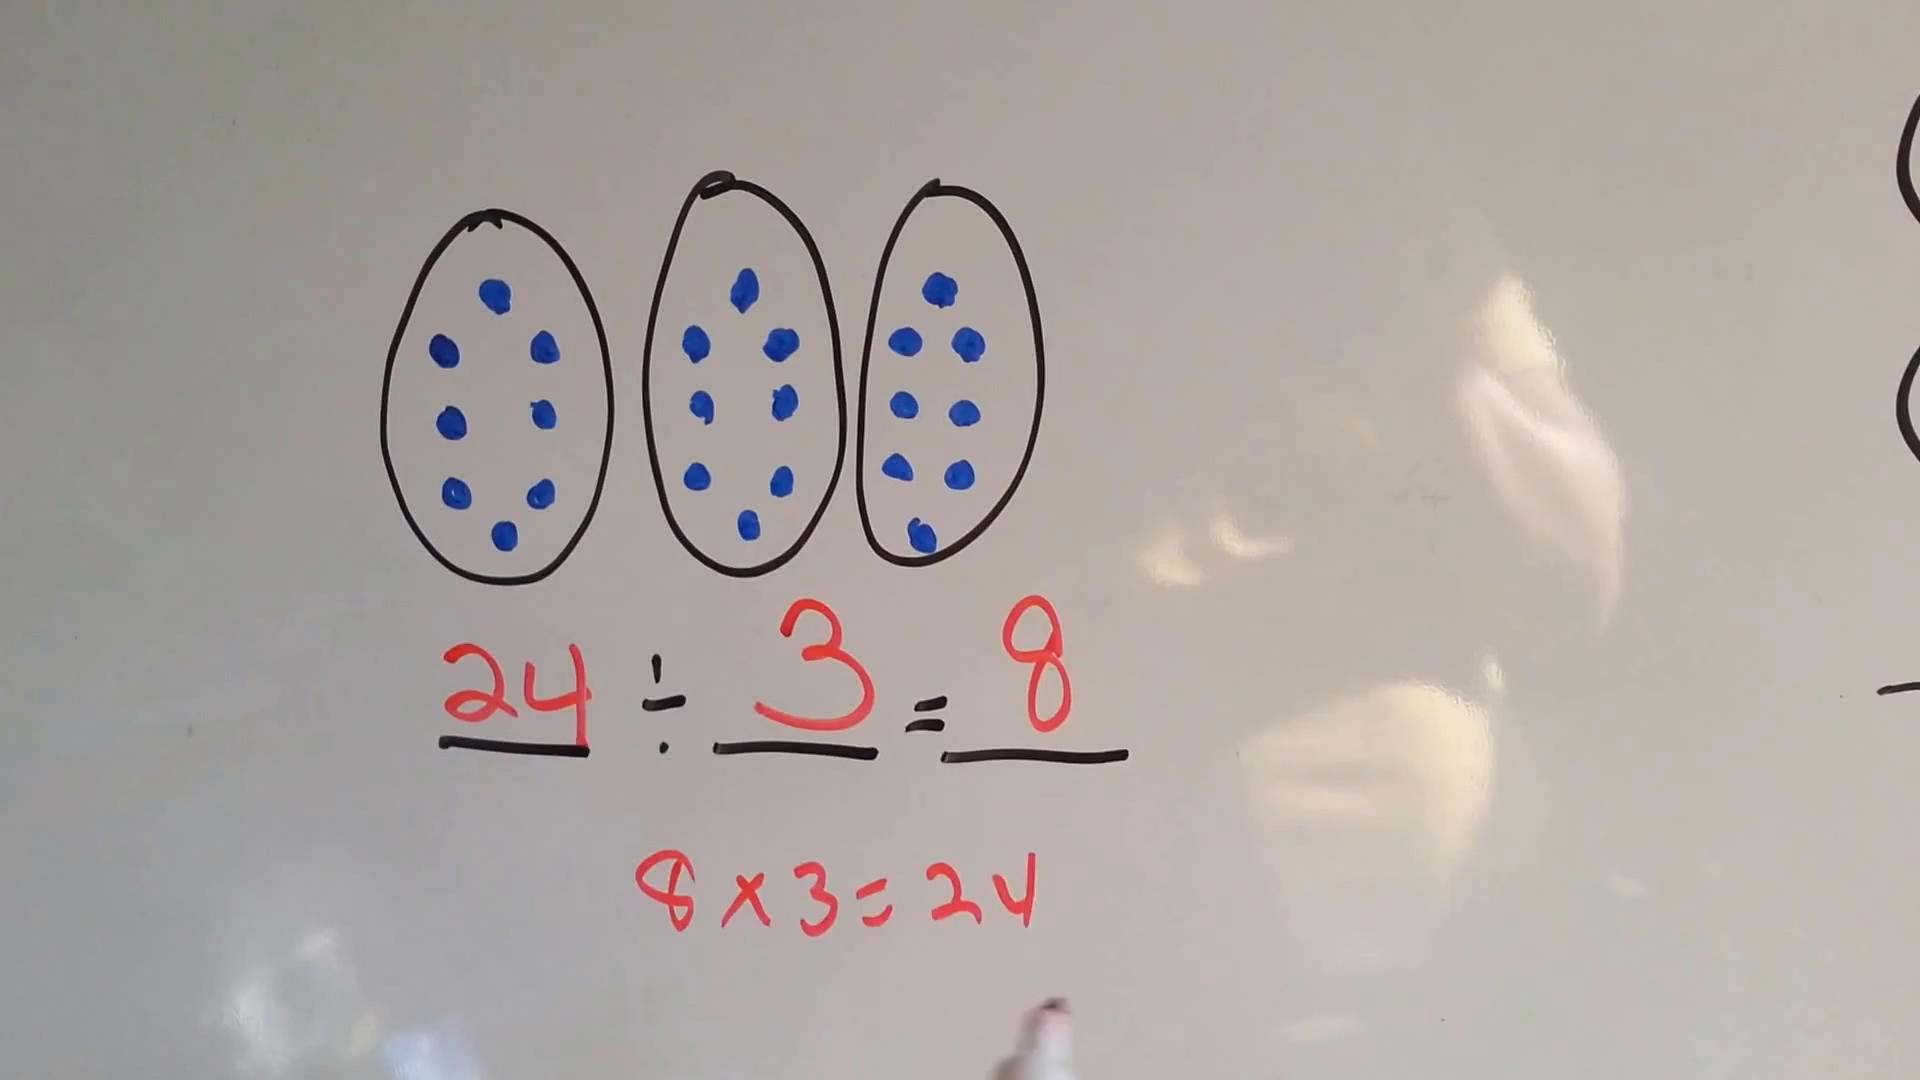 24 ÷ 3 = 8
8 x 3 = 24